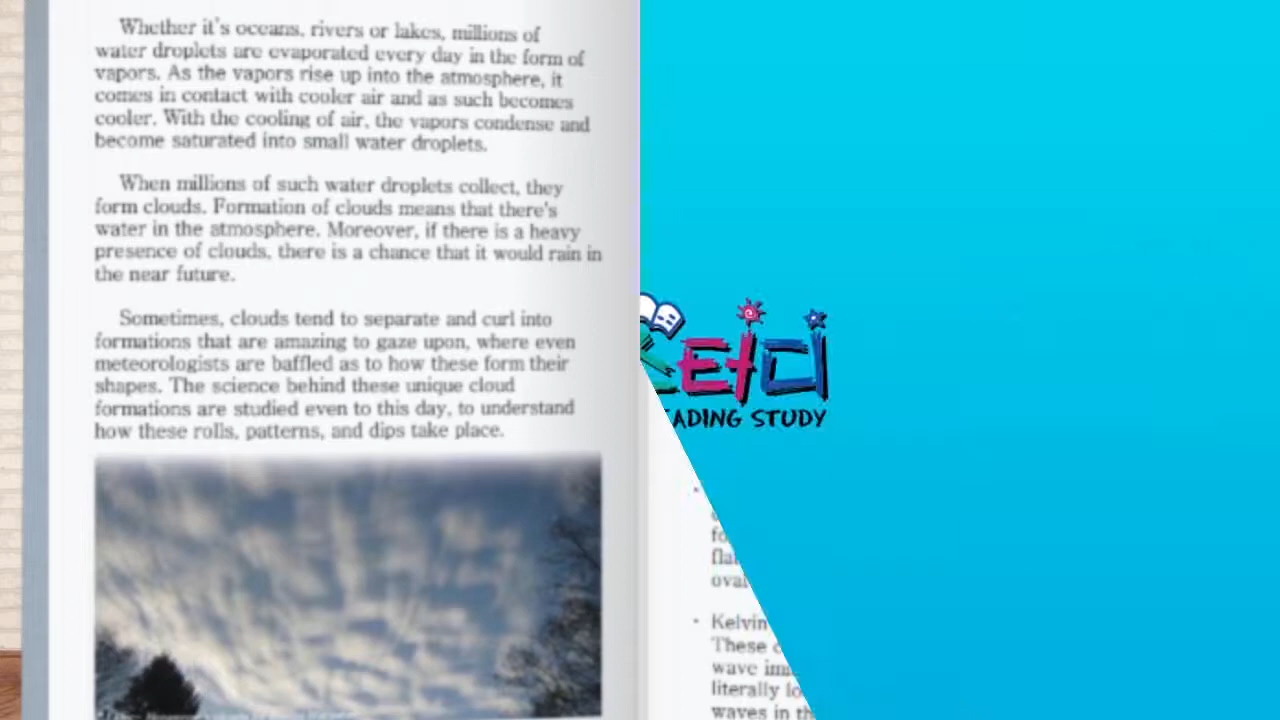 Whether it's oceans, rivers or lakes, millions of
water droplets are evaporated every day in the form of
vapors. As the vapors rise up into the atmosphere, it
comes in contact with cooler air and as such becomes
cooler. With the cooling of air, the vapors condense and
become saturated into small water droplets.
When millions of such water droplets collect, they
form clouds. Formation of clouds means that there's
water in the atmosphere. Moreover, if there is a heavy
presence of clouds, there is a chance that it would rain in
the near future.
Sometimes, clouds tend to separate and curl into
formations that are amazing to gaze upon, where even
meteorologists are baffled as to how these form their
shapes. The science behind these unique cloud
formations are studied even to this day, to understand
how these rolls, patterns, and dips take place.
터디
EADING STUDY
• Kelvin
These
wave
literally
waves in